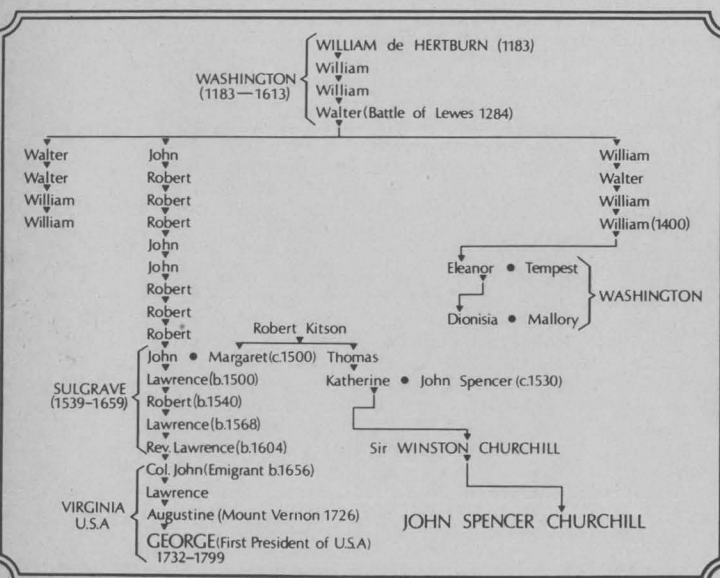 WILLIAM de HERTBURN (1183)
William
William
Walter (Battle of Lewes 1284)
WASHINGTON
(1183—1613)
Walter
Walter
William
William
John
Robert
Robert
Robert
John
John
Robert
Robert
Robert
William
Walter
William
William (1400)
Eleanor • Tempest
Dionisia • Mallory
WASHINGTON
Robert Kitson
John • Margaret (c.1500) Thomas
Lawrence (b.1500)
Robert (b.1540)
Lawrence (b.1568)
Rev. Lawrence (b.1604)
SULGRAVE
(1539–1659)
Katherine • John Spencer (c.1530)
Sir WINSTON CHURCHILL
JOHN SPENCER CHURCHILL
Col. John (Emigrant b.1656)
Lawrence
Augustine (Mount Vernon 1726)
GEORGE (First President of U.S.A)
1732–1799
VIRGINIA
U.S.A